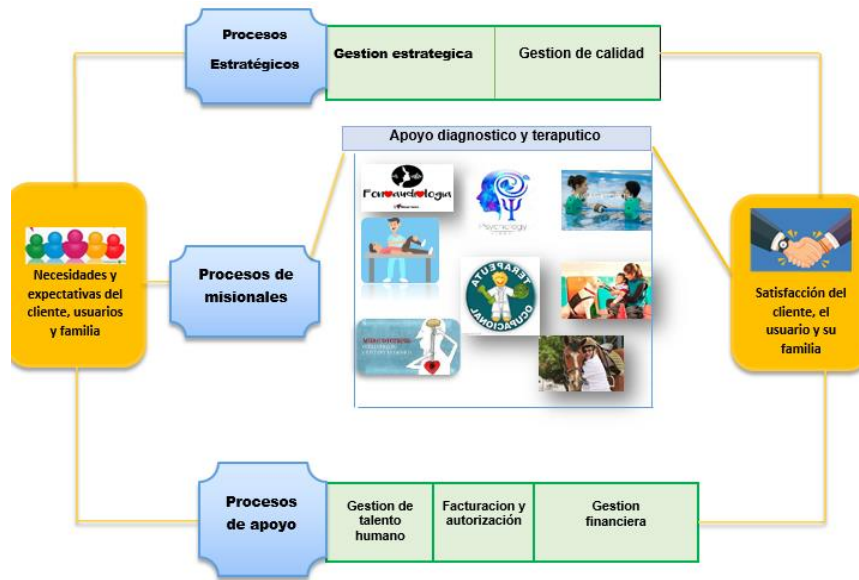 Procesos
Estratégicos
Gestion estrategica
Gestion de calidad
Apoyo diagnostico y teraputico
Fonoaudiologia
Psychology
Necesidades y
expectativas del
cliente, usuarios
y familia
Procesos de
misionales
TERAPEUTA
OCUPACIONAL
Satisfacción del
cliente, el
usuario y su
familia
Procesos
de apoyo
Gestion de
talento
humano
Facturacion y
autorización
Gestion
financiera